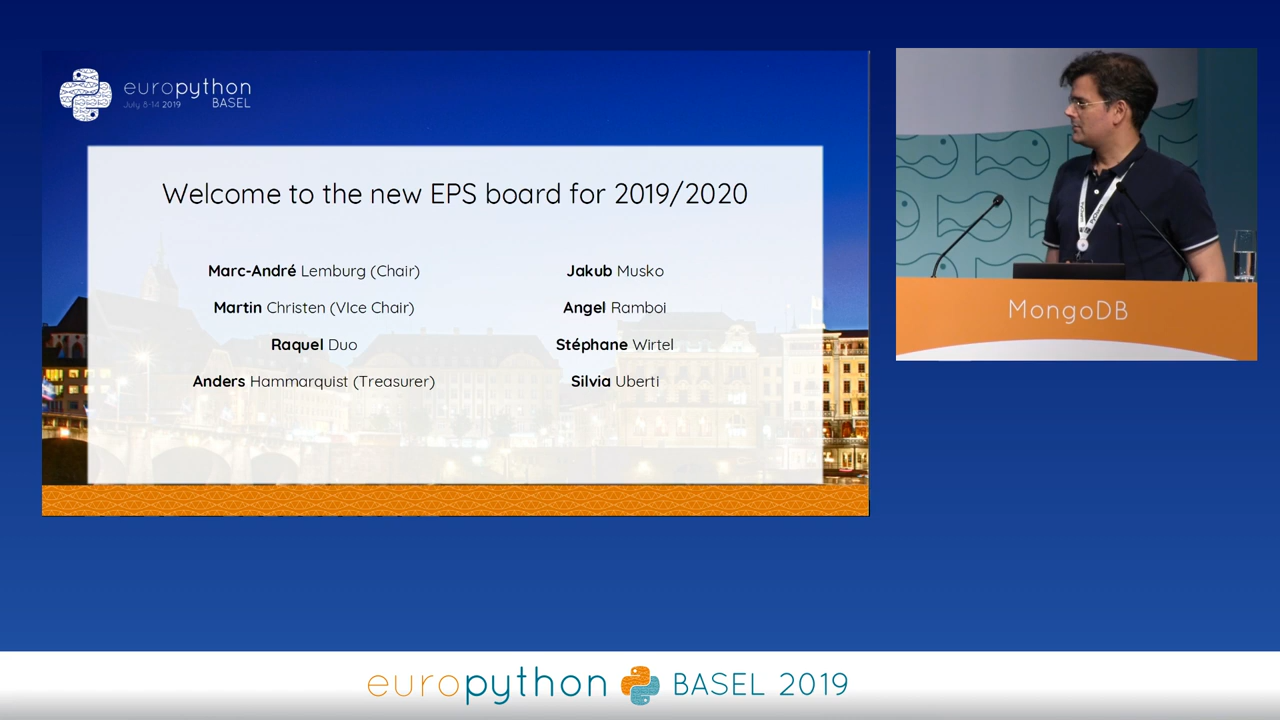 europython
July 8-14 2019 BASEL
Welcome to the new EPS board for 2019/2020
Marc-André Lemburg (Chair)
Martin Christen (VIce Chair)
Raquel Duo
Anders Hammarquist (Treasurer)
Jakub Musko
Angel Ramboi
Stéphane Wirtel
Silvia Uberti
MongoDB
europython BASEL 2019